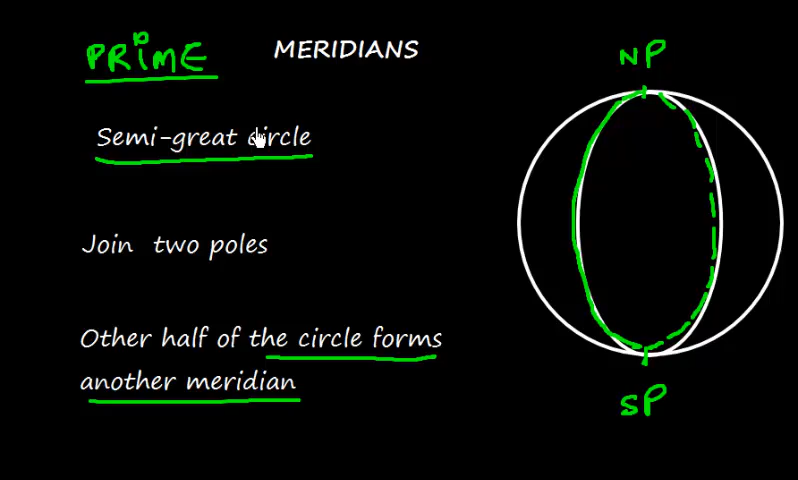 PRiME MERIDIANS
Semi-great circle
Join two poles
Other half of the circle forms
another meridian
NP
SP